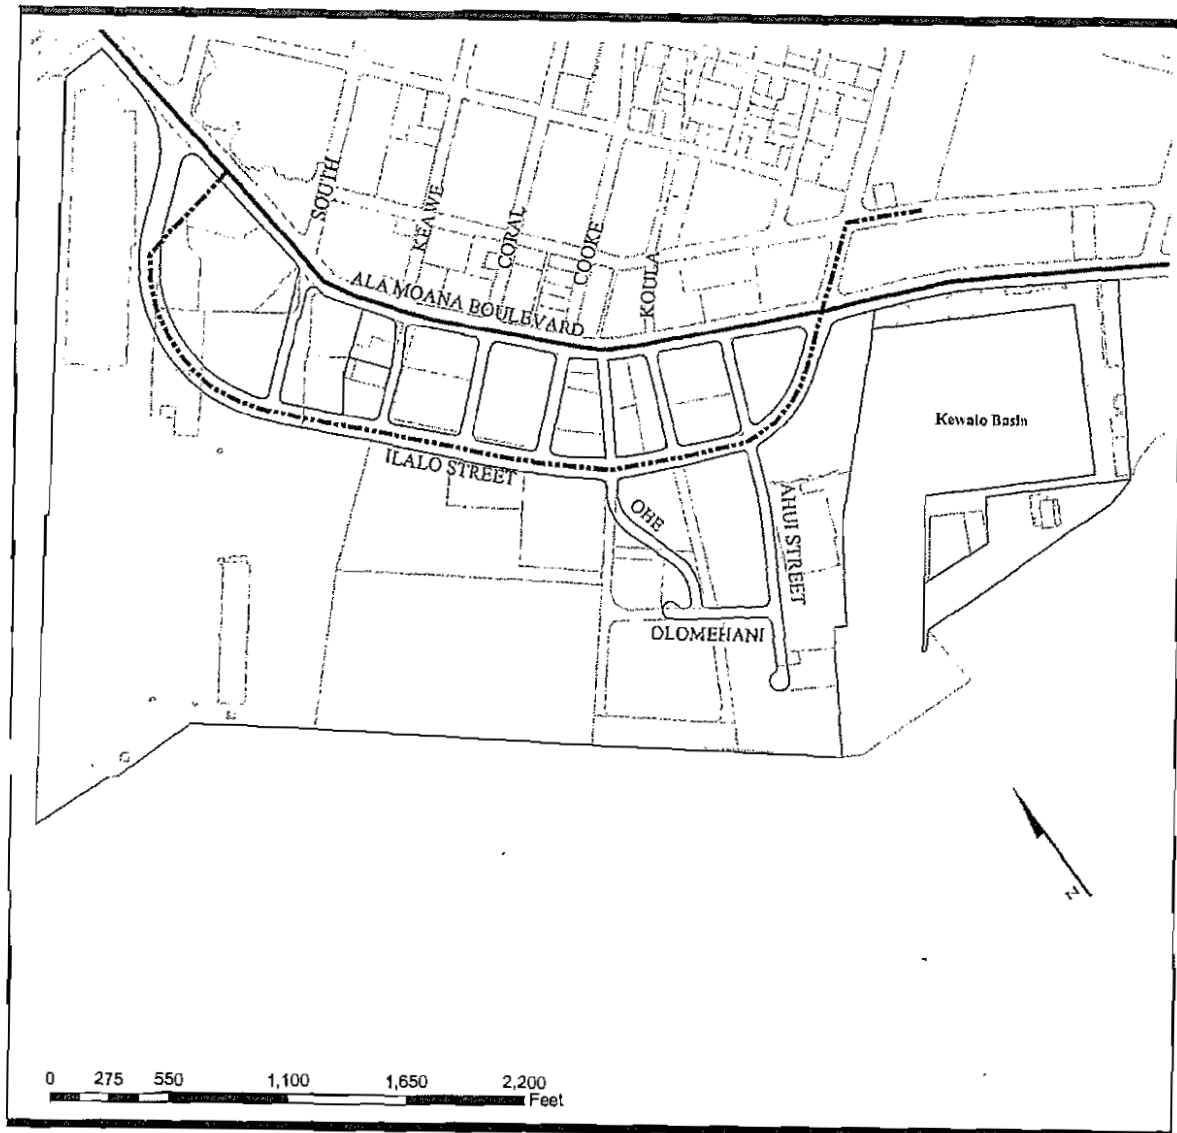 SOUTH
KEAWE
CORAL
COOKE
KOULA
ALA MOANA BOULEVARD
Kewalo Basin
ILALO STREET
OHE
AHUI STREET
OLOMEHANI
N
0 275 550 1,100 1,650 2,200
Feet